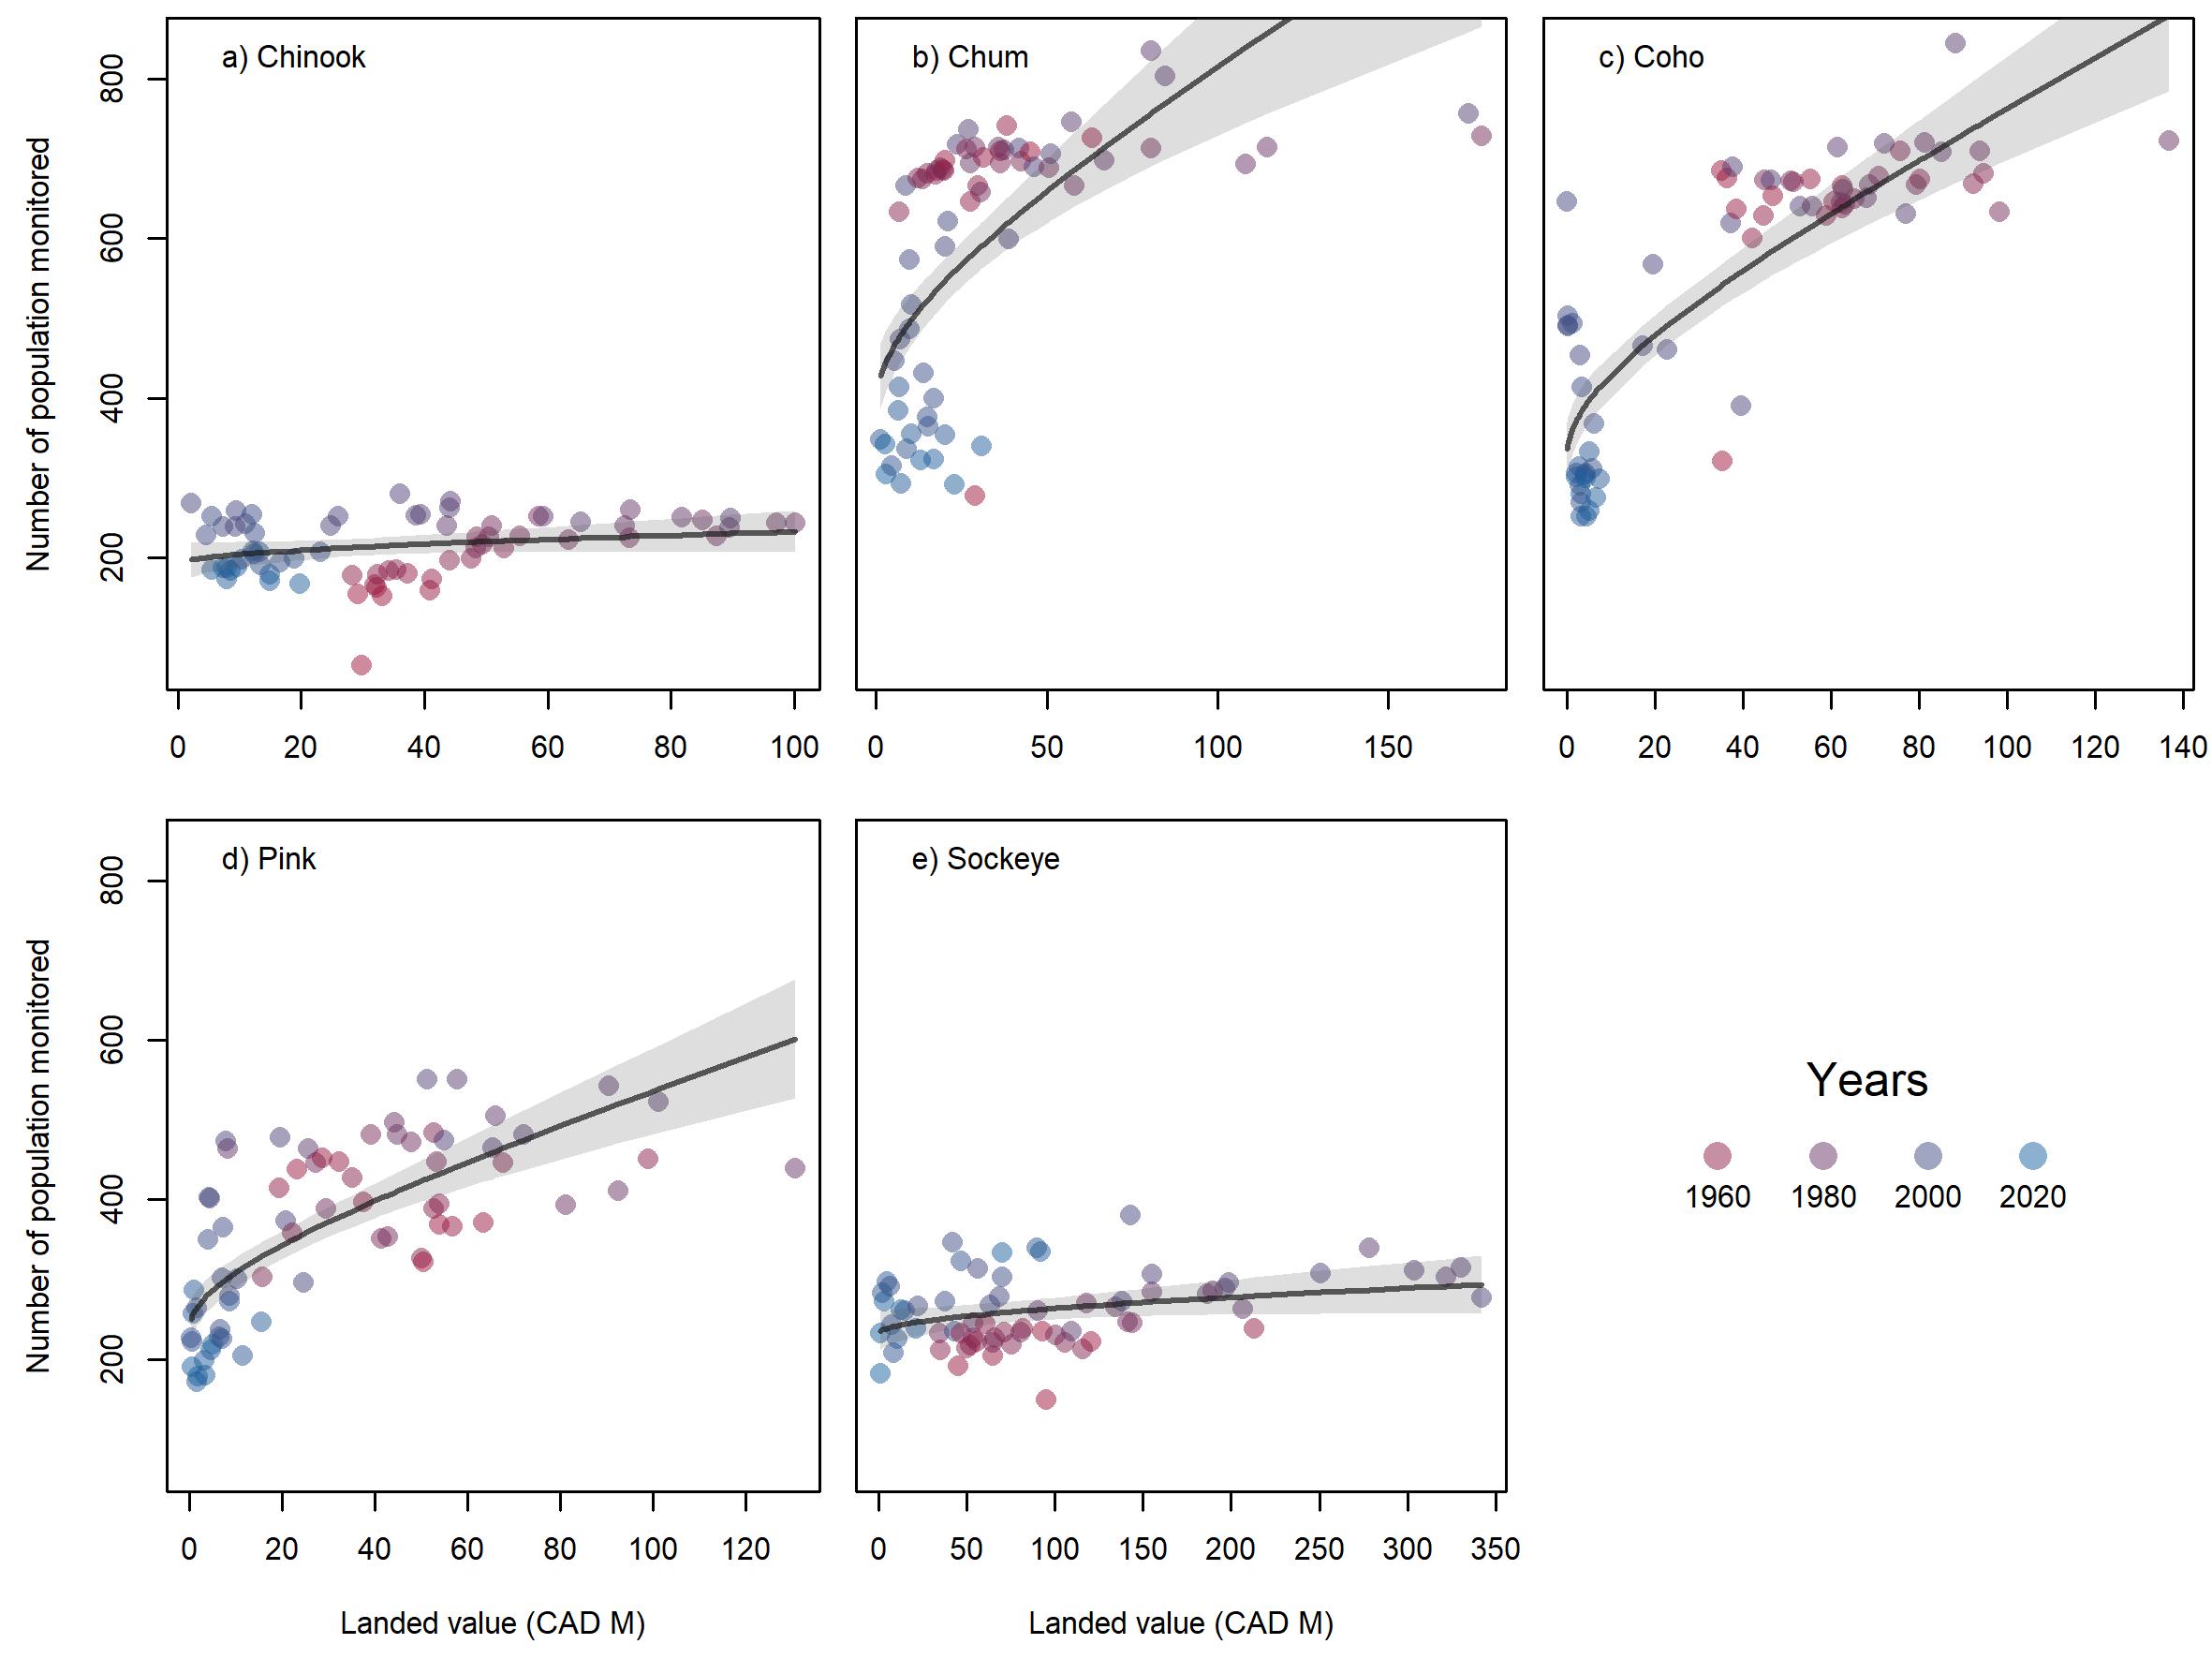 a) Chinook
b) Chum
c) Coho
Number of population monitored
800
600
400
200
0 20 40 60 80 100
0 50 100 150
0 20 40 60 80 100 120 140
d) Pink
e) Sockeye
Number of population monitored
800
600
400
200
Years
1960 1980 2000 2020
0 20 40 60 80 100 120
0 50 100 150 200 250 300 350
Landed value (CAD M)
Landed value (CAD M)